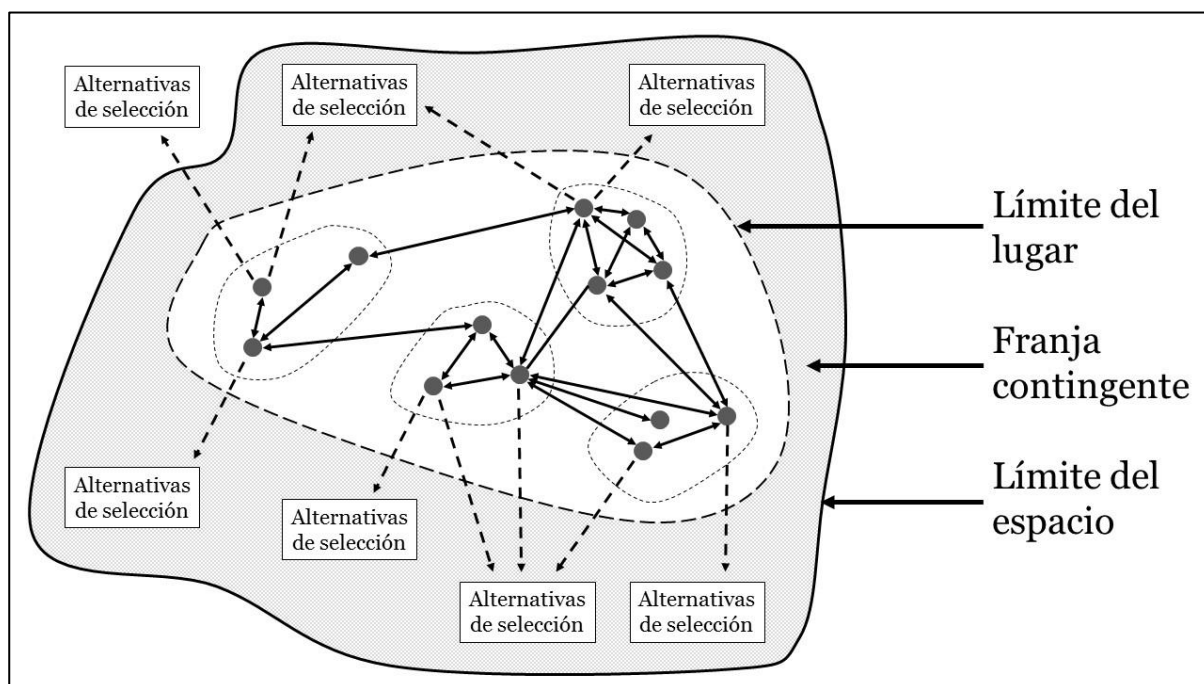 Alternativas
de selección
Alternativas
de selección
Alternativas
de selección
Límite del
lugar
Franja
contingente
Límite del
espacio
Alternativas
de selección
Alternativas
de selección
Alternativas
de selección
Alternativas
de selección